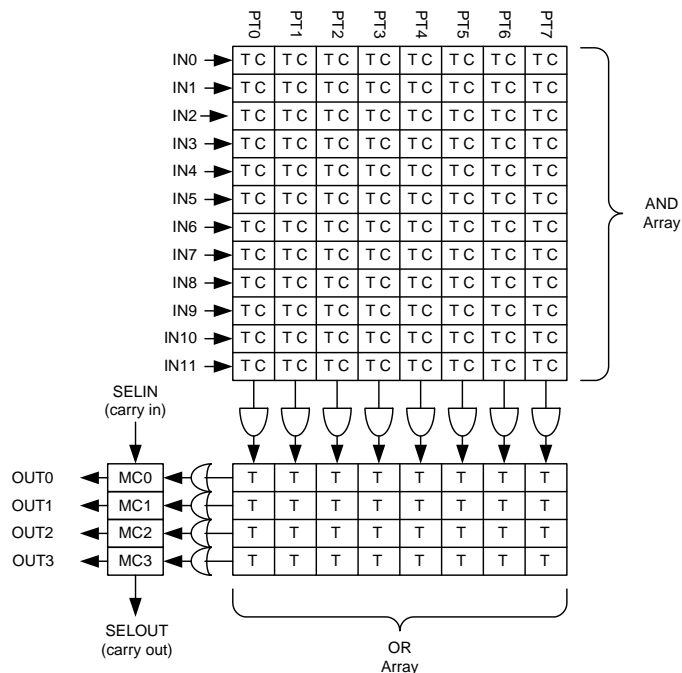 PT0 PT1 PT2 PT3 PT4 PT5 PT6 PT7
IN0 T C T C T C T C T C T C T C T C
IN1 T C T C T C T C T C T C T C T C
IN2 T C T C T C T C T C T C T C T C
IN3 T C T C T C T C T C T C T C T C
IN4 T C T C T C T C T C T C T C T C
IN5 T C T C T C T C T C T C T C T C
IN6 T C T C T C T C T C T C T C T C
IN7 T C T C T C T C T C T C T C T C
IN8 T C T C T C T C T C T C T C T C
IN9 T C T C T C T C T C T C T C T C
IN10 T C T C T C T C T C T C T C T C
IN11 T C T C T C T C T C T C T C T C
AND
Array
SELIN
(carry in)
OUT0 MC0 T T T T T T T T
OUT1 MC1 T T T T T T T T
OUT2 MC2 T T T T T T T T
OUT3 MC3 T T T T T T T T
SELOUT
(carry out)
OR
Array